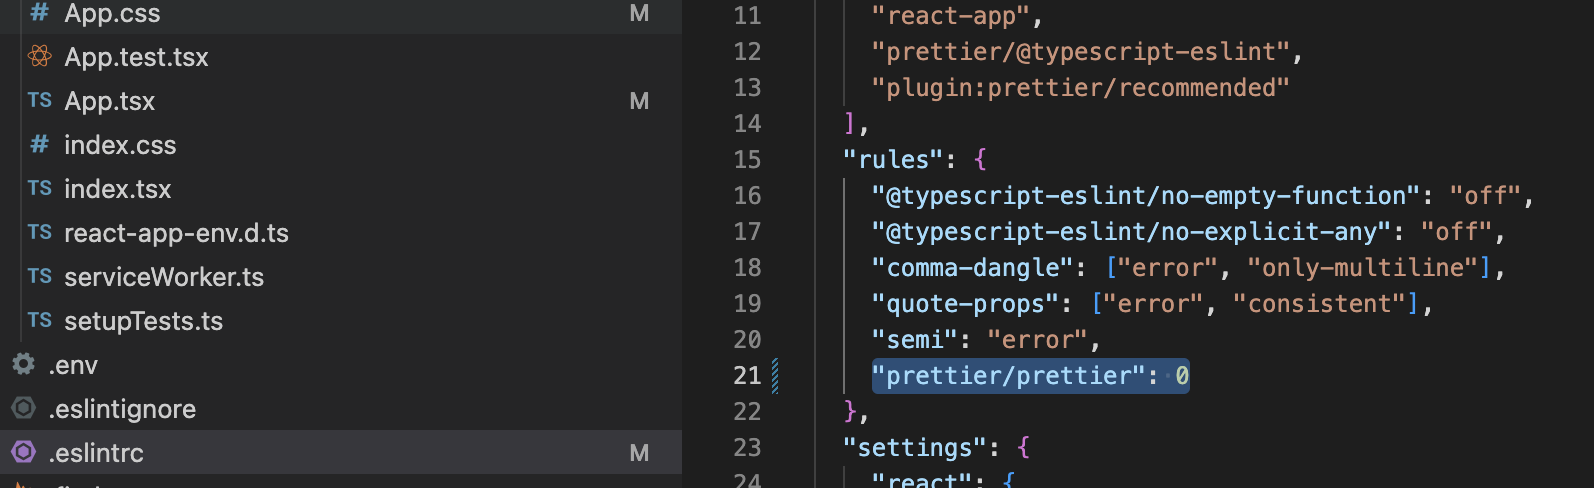 # App.css M
App.test.tsx
TS App.tsx M
# index.css
TS index.tsx
TS react-app-env.d.ts
TS serviceWorker.ts
TS setupTests.ts
.env
.eslintignore
.eslintrc M
11 "react-app",
12 "prettier/@typescript-eslint",
13 "plugin:prettier/recommended"
14 ],
15 "rules": {
16 "@typescript-eslint/no-empty-function": "off",
17 "@typescript-eslint/no-explicit-any": "off",
18 "comma-dangle": ["error", "only-multiline"],
19 "quote-props": ["error", "consistent"],
20 "semi": "error",
21 "prettier/prettier": 0
22 },
23 "settings": {
24 "react": {